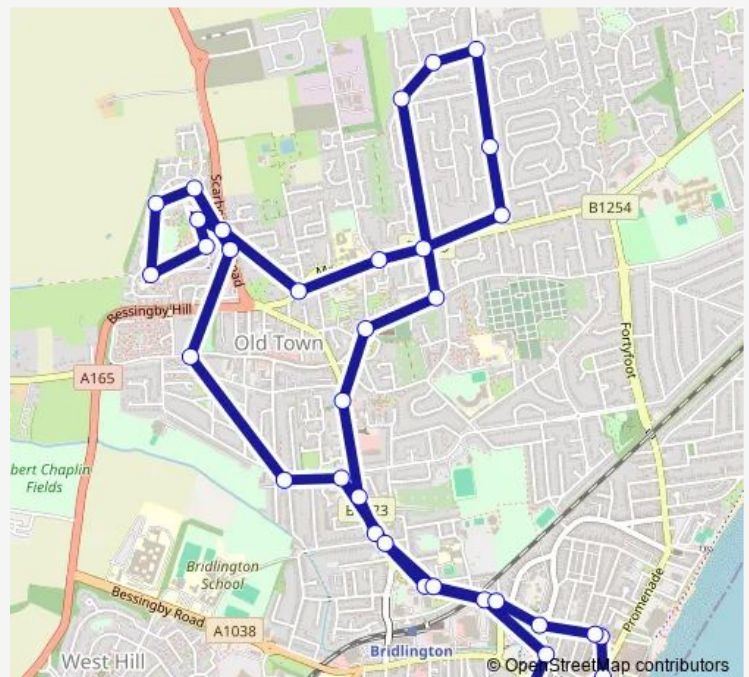 B1254
Bessingby Hill
Old Town
Fortyfoot
A165
bert Chaplin
Fields
Bridlington
School
Bessingby Road
A1038
Promenade
West Hill
Bridlington
© OpenStreetMap contributors